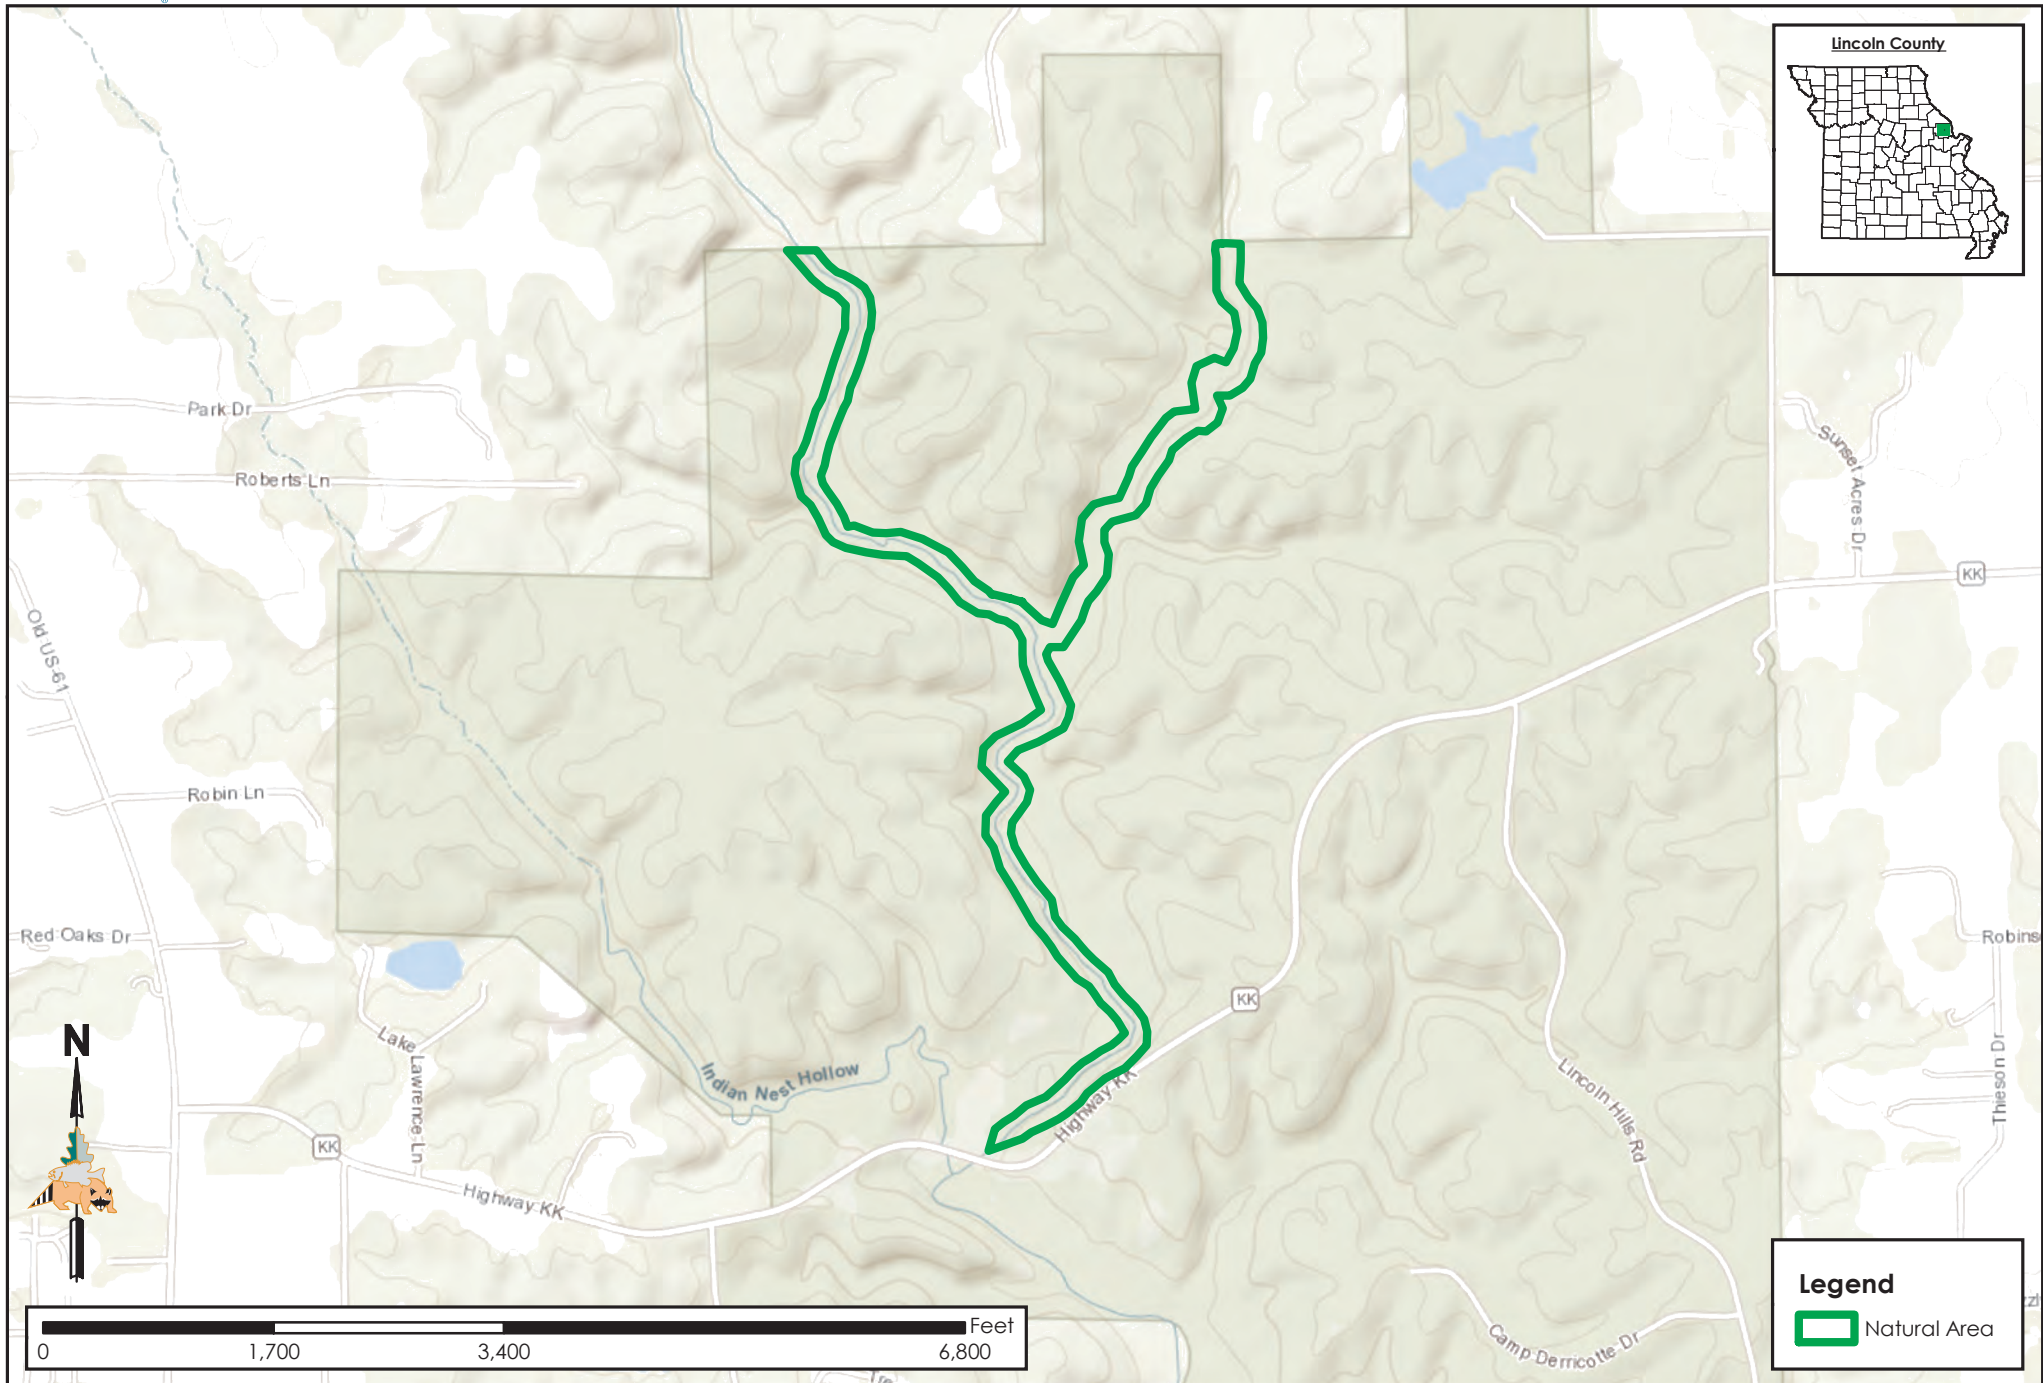 Lincoln County
Park Dr
Roberts Ln
Sunset Acres Dr
KK
Old US-61
Robin Ln
Red Oaks Dr
Robins
KK
N
Lake Lawrence Ln
Indian Nest Hollow
Highway KK
Lincoln Hills Rd
Thieson Dr
KK
Highway KK
Legend
Natural Area
Feet
0 1,700 3,400 6,800
Camp Derricotte Dr
Tre